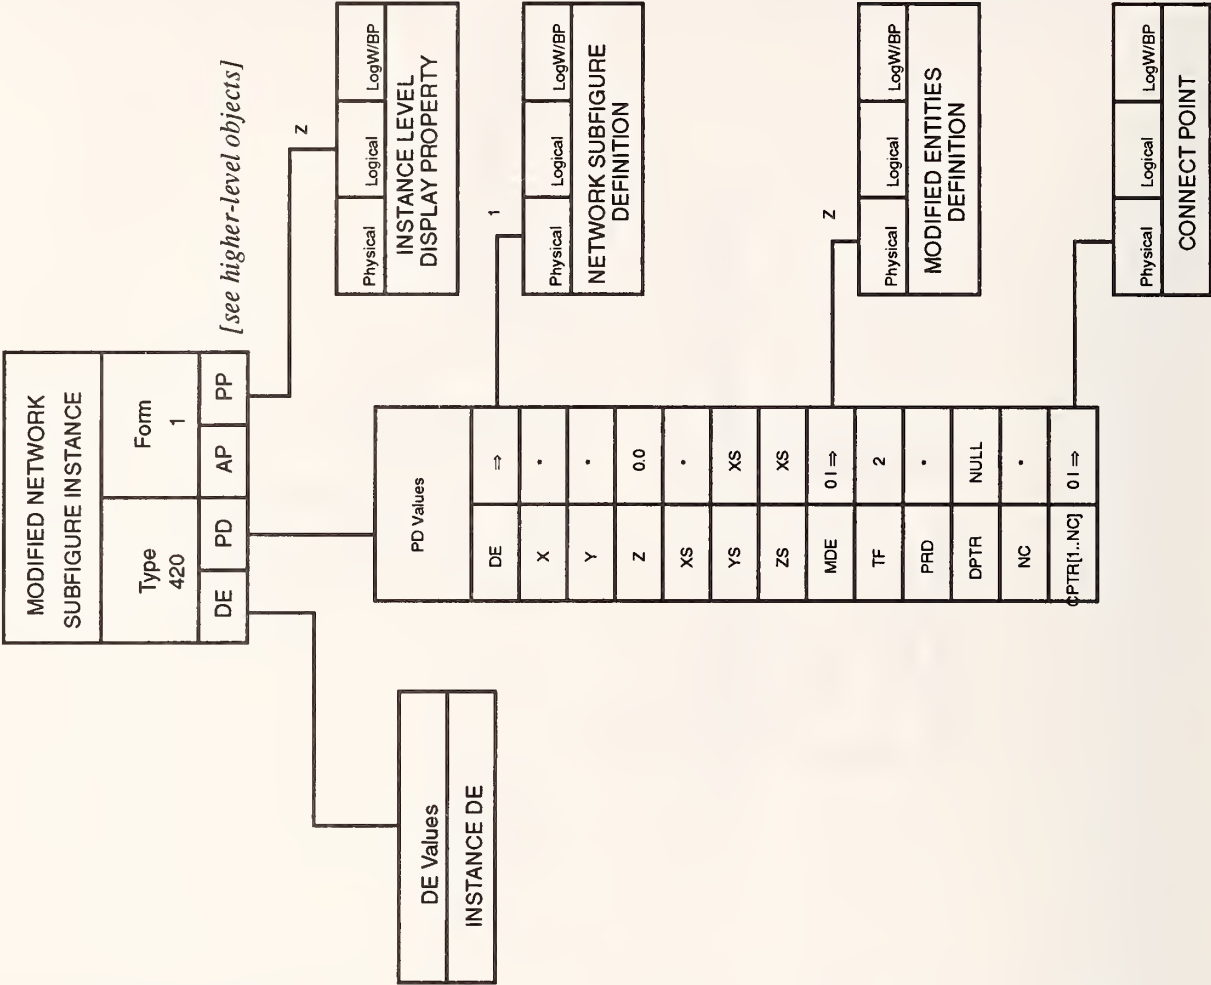 MODIFIED NETWORK
SUBFIGURE INSTANCE
Type
420
Form
1
DE
PD
AP
PP
[see higher-level objects]
DE Values
INSTANCE DE
PD Values
DE ⇒
X *
Y *
Z 0.0
XS *
YS XS
ZS XS
MDE 0 | ⇒
TF 2
PRD *
DPTR NULL
NC *
CPTR[1..NC] 0 | ⇒
Z
Physical Logical LogW/BP
INSTANCE LEVEL
DISPLAY PROPERTY
1
Physical Logical LogW/BP
NETWORK SUBFIGURE
DEFINITION
Z
Physical Logical LogW/BP
MODIFIED ENTITIES
DEFINITION
Physical Logical LogW/BP
CONNECT POINT